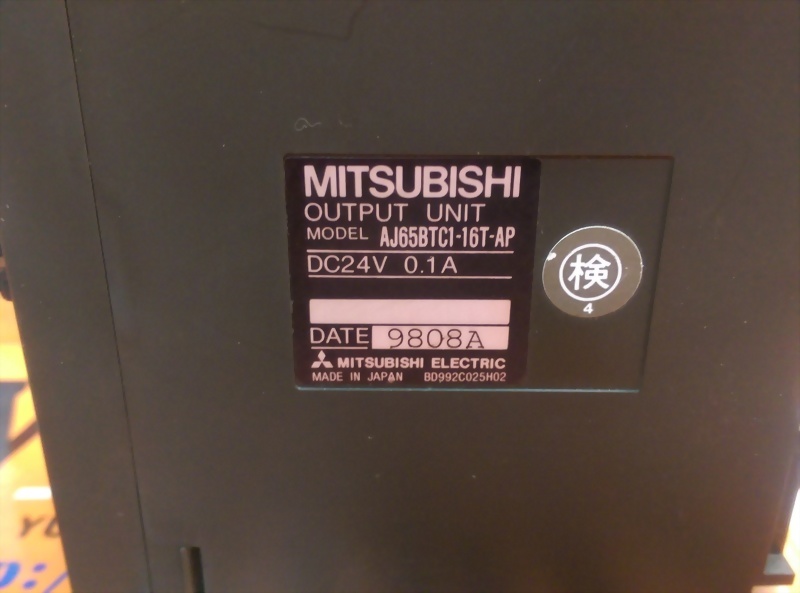 MITSUBISHI
OUTPUT UNIT
MODEL AJ65BTC1-16T-AP
DC24V 0.1A
DATE 9808A
MITSUBISHI ELECTRIC
MADE IN JAPAN BD992C025H02
検
4